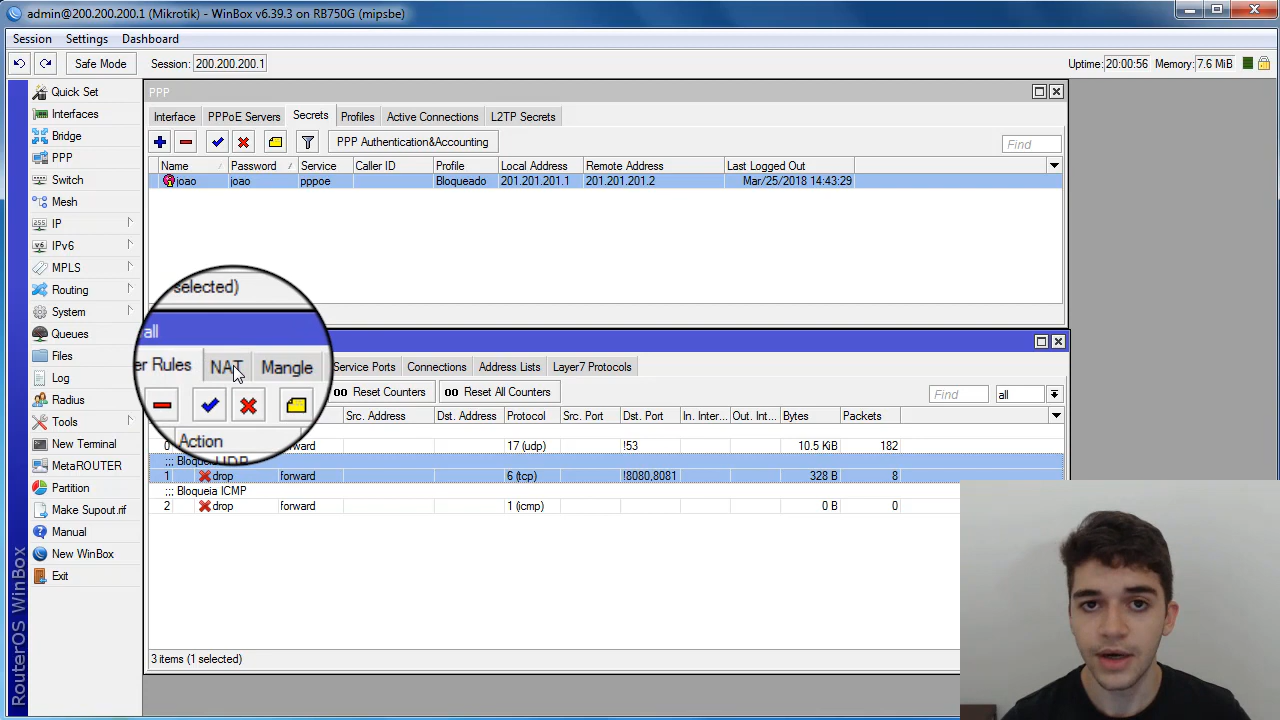 admin@200.200.200.1 (Mikrotik) - WinBox v6.39.3 on RB750G (mipsbe)
Session Settings Dashboard
Safe Mode Session: 200.200.200.1 Uptime: 20:00:56 Memory: 7.6 MiB
RouterOS WinBox
Quick Set
Interfaces
Bridge
PPP
Switch
Mesh
IP
IPv6
MPLS
Routing
System
Queues
Files
Log
Radius
Tools
New Terminal
MetaROUTER
Partition
Make Supout.rif
Manual
New WinBox
Exit
PPP
Interface PPPoE Servers Secrets Profiles Active Connections L2TP Secrets
PPP Authentication&Accounting Find
Name Password Service Caller ID Profile Local Address Remote Address Last Logged Out
joao joao pppoe Bloqueado 201.201.201.1 201.201.201.2 Mar/25/2018 14:43:29
selected)
all
er Rules NAT Mangle Service Ports Connections Address Lists Layer7 Protocols
00 Reset Counters 00 Reset All Counters Find all
Action Src. Address Dst. Address Protocol Src. Port Dst. Port In. Inter... Out. Int... Bytes Packets
0 ward 17 (udp) !53 10.5 KiB 182
;;; Bloqueia UDP
1 drop forward 6 (tcp) !8080,8081 328 B 8
;;; Bloqueia ICMP
2 drop forward 1 (icmp) 0 B 0
3 items (1 selected)